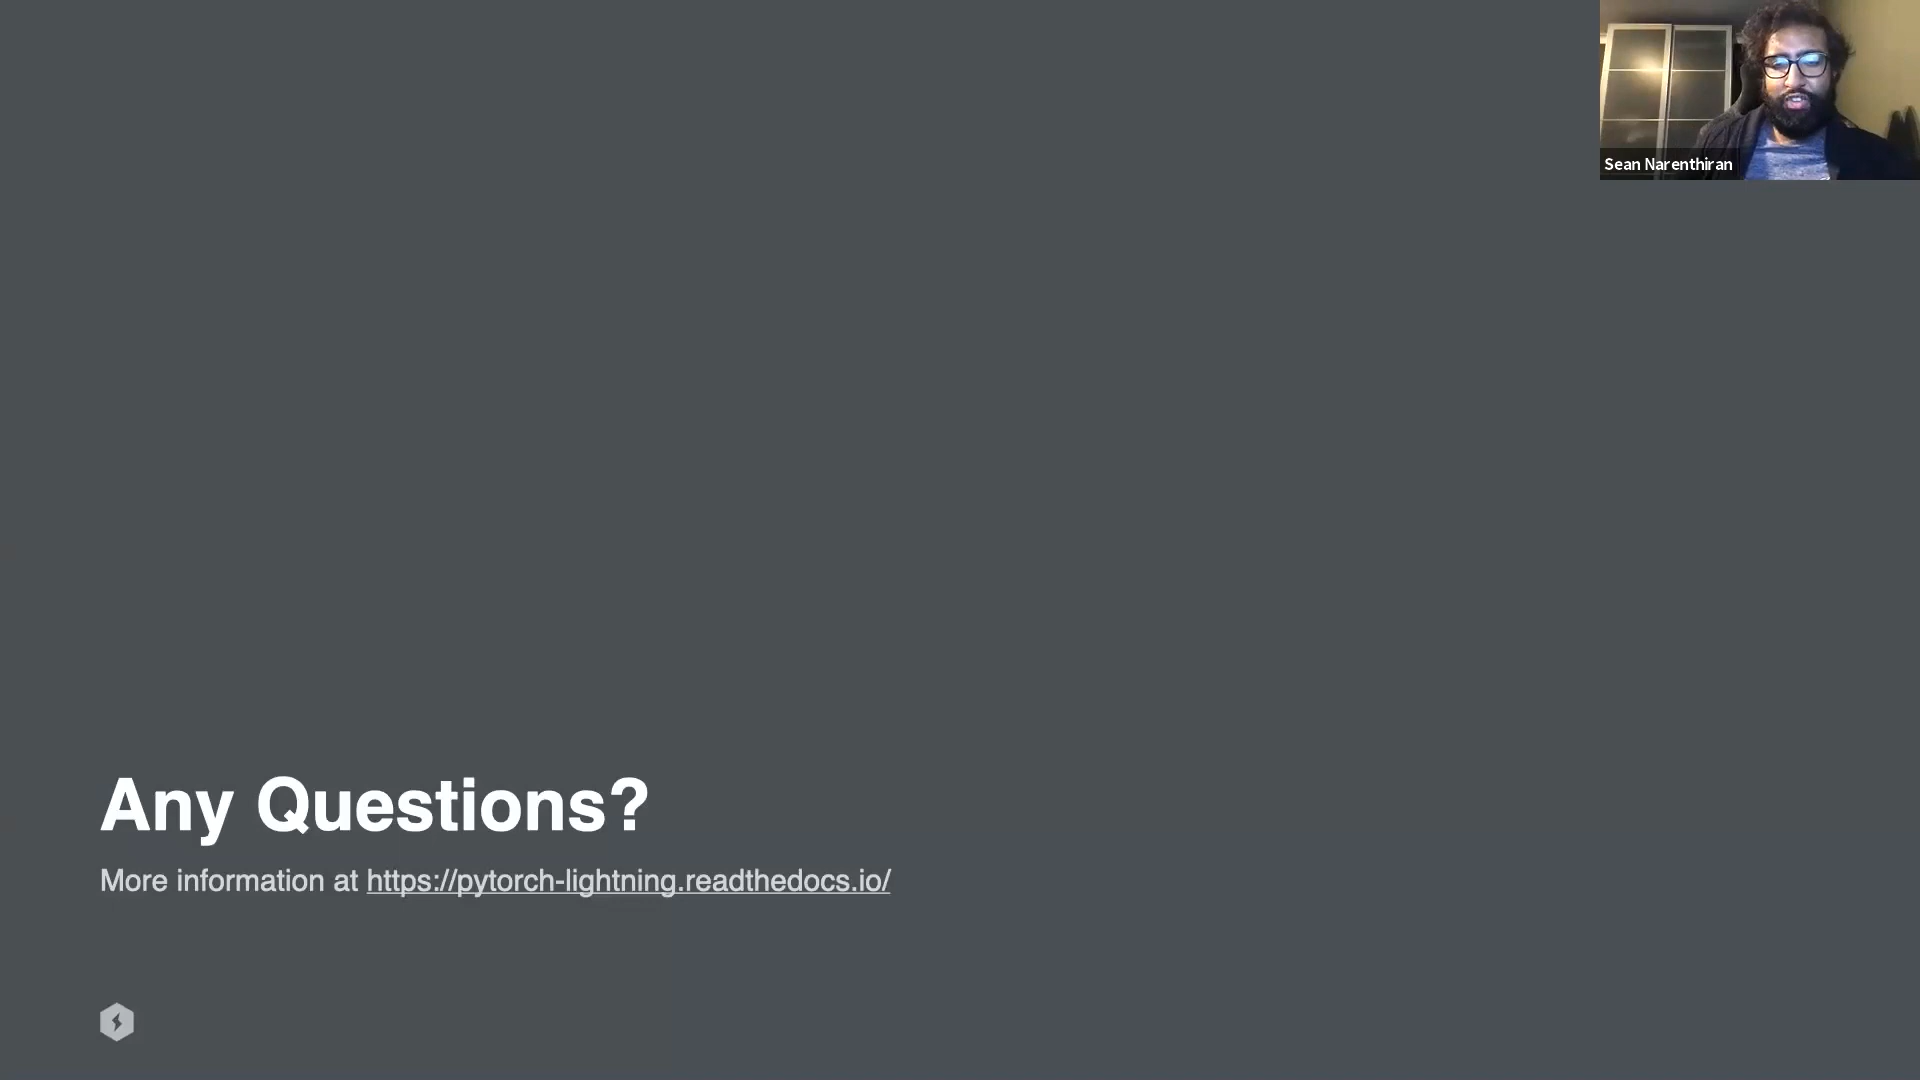 Sean Narenthiran
Any Questions?
More information at https://pytorch-lightning.readthedocs.io/